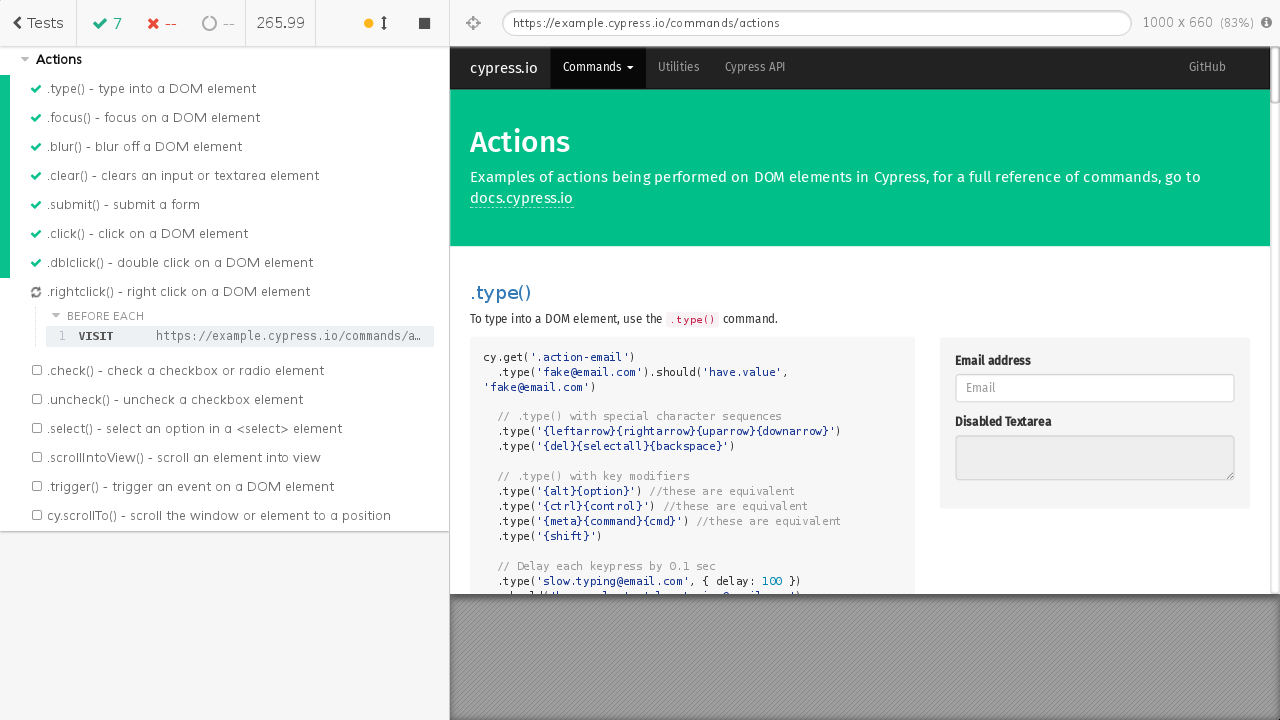 Tests
7
--
--
265.99
https://example.cypress.io/commands/actions
1000 x 660 (83%)
Actions
.type() - type into a DOM element
.focus() - focus on a DOM element
.blur() - blur off a DOM element
.clear() - clears an input or textarea element
.submit() - submit a form
.click() - click on a DOM element
.dblclick() - double click on a DOM element
.rightclick() - right click on a DOM element
BEFORE EACH
1 VISIT https://example.cypress.io/commands/a…
.check() - check a checkbox or radio element
.uncheck() - uncheck a checkbox element
.select() - select an option in a <select> element
.scrollIntoView() - scroll an element into view
.trigger() - trigger an event on a DOM element
cy.scrollTo() - scroll the window or element to a position
cypress.io
Commands
Utilities
Cypress API
GitHub
Actions
Examples of actions being performed on DOM elements in Cypress, for a full reference of commands, go to
docs.cypress.io
.type()
To type into a DOM element, use the .type() command.
cy.get('.action-email')
.type('fake@email.com').should('have.value',
'fake@email.com')
// .type() with special character sequences
.type('{leftarrow}{rightarrow}{uparrow}{downarrow}')
.type('{del}{selectall}{backspace}')
// .type() with key modifiers
.type('{alt}{option}') //these are equivalent
.type('{ctrl}{control}') //these are equivalent
.type('{meta}{command}{cmd}') //these are equivalent
.type('{shift}')
// Delay each keypress by 0.1 sec
.type('slow.typing@email.com', { delay: 100 })
Email address
Email
Disabled Textarea